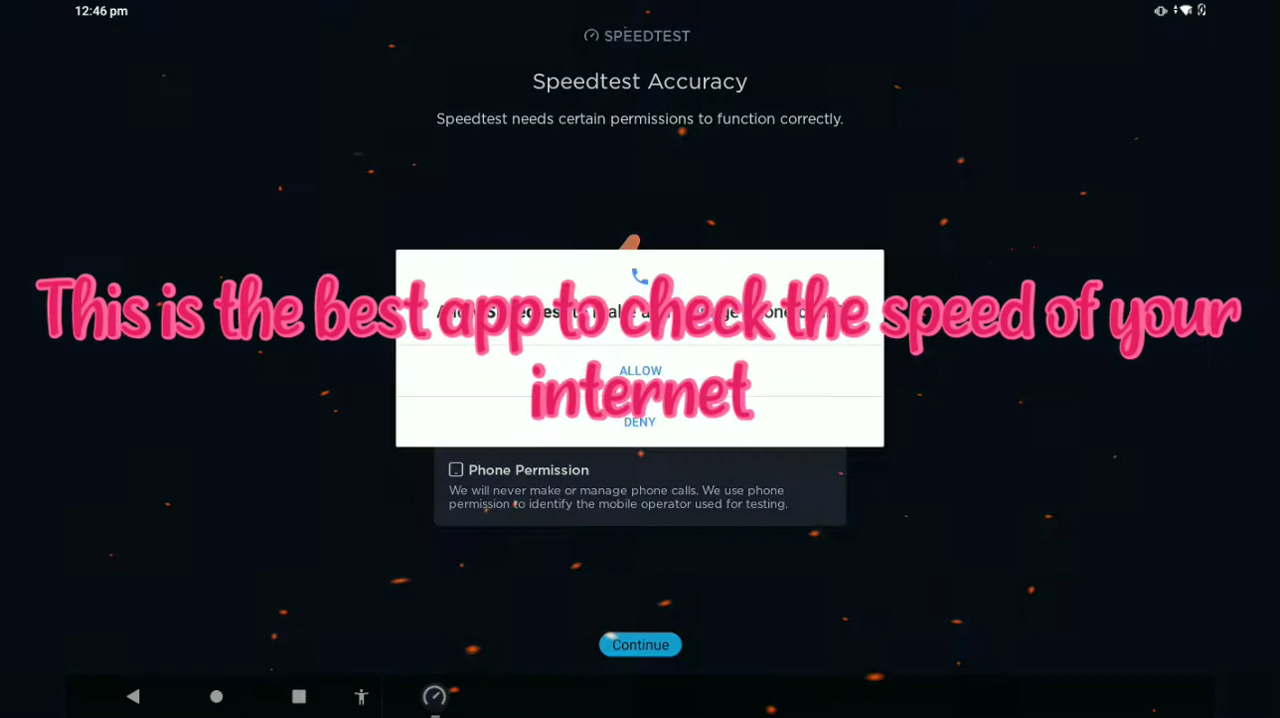 12:46 pm
SPEEDTEST
Speedtest Accuracy
Speedtest needs certain permissions to function correctly.
This is the best app to check the speed of your
internet
ALLOW
DENY
Phone Permission
We will never make or manage phone calls. We use phone
permission to identify the mobile operator used for testing.
Continue